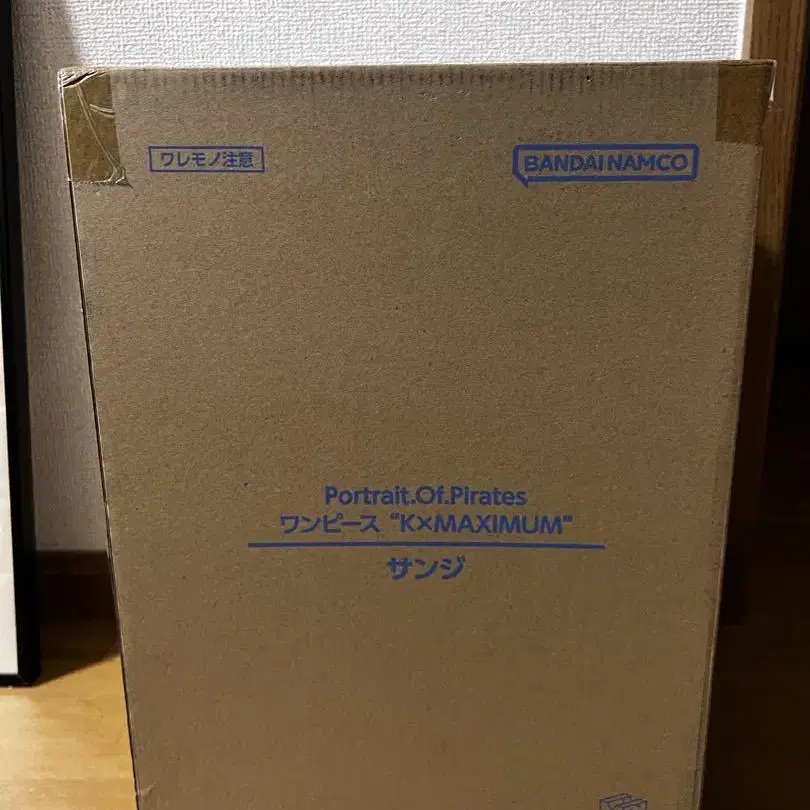 ワレモノ注意
BANDAI NAMCO
Portrait.Of.Pirates
ワンピース "K×MAXIMUM"
サンジ